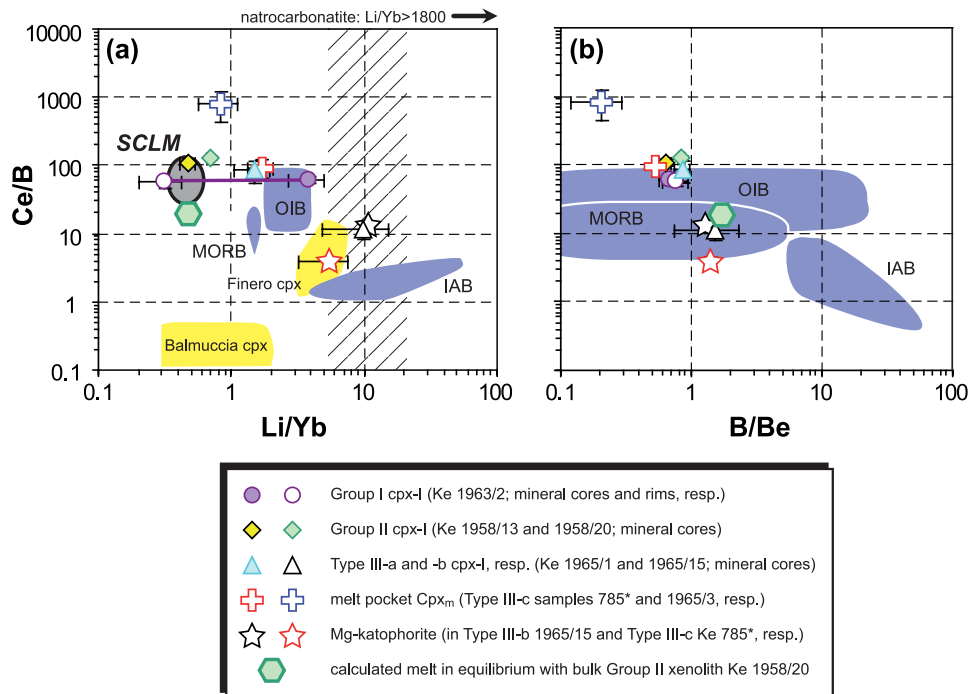 natrocarbonatite: Li/Yb>1800
(a)
(b)
10000
1000
100
10
1
0.1
Ce/B
SCLM
OIB
MORB
Finero cpx
IAB
Balmuccia cpx
OIB
MORB
IAB
0.1 1 10 100
0.1 1 10 100
Li/Yb
B/Be
Group I cpx-I (Ke 1963/2; mineral cores and rims, resp.)
Group II cpx-I (Ke 1958/13 and 1958/20; mineral cores)
Type III-a and -b cpx-I, resp. (Ke 1965/1 and 1965/15; mineral cores)
melt pocket Cpxm (Type III-c samples 785* and 1965/3, resp.)
Mg-katophorite (in Type III-b 1965/15 and Type III-c Ke 785*, resp.)
calculated melt in equilibrium with bulk Group II xenolith Ke 1958/20